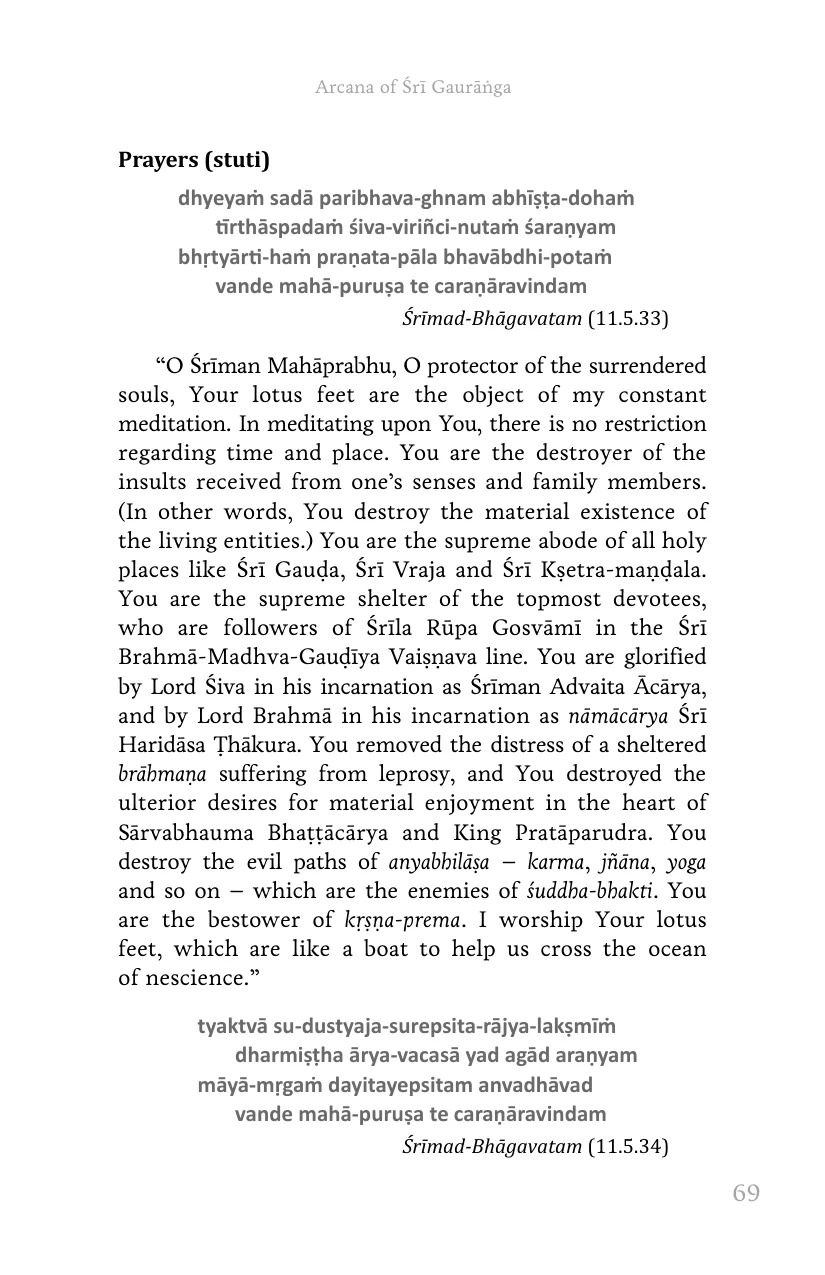 Arcana of Śrī Gaurāṅga
Prayers (stuti)
dhyeyaṁ sadā paribhava-ghnam abhīṣṭa-dohaṁ
tīrthāspadaṁ śiva-viriñci-nutaṁ śaraṇyam
bhṛtyārti-haṁ praṇata-pāla bhavābdhi-potaṁ
vande mahā-puruṣa te caraṇāravindam
Śrīmad-Bhāgavatam (11.5.33)
“O Śrīman Mahāprabhu, O protector of the surrendered
souls, Your lotus feet are the object of my constant
meditation. In meditating upon You, there is no restriction
regarding time and place. You are the destroyer of the
insults received from one’s senses and family members.
(In other words, You destroy the material existence of
the living entities.) You are the supreme abode of all holy
places like Śrī Gauḍa, Śrī Vraja and Śrī Kṣetra-maṇḍala.
You are the supreme shelter of the topmost devotees,
who are followers of Śrīla Rūpa Gosvāmī in the Śrī
Brahmā-Madhva-Gauḍīya Vaiṣṇava line. You are glorified
by Lord Śiva in his incarnation as Śrīman Advaita Ācārya,
and by Lord Brahmā in his incarnation as nāmācārya Śrī
Haridāsa Ṭhākura. You removed the distress of a sheltered
brāhmaṇa suffering from leprosy, and You destroyed the
ulterior desires for material enjoyment in the heart of
Sārvabhauma Bhaṭṭācārya and King Pratāparudra. You
destroy the evil paths of anyabhilāṣa – karma, jñāna, yoga
and so on – which are the enemies of śuddha-bhakti. You
are the bestower of kṛṣṇa-prema. I worship Your lotus
feet, which are like a boat to help us cross the ocean
of nescience.”
tyaktvā su-dustyaja-surepsita-rājya-lakṣmīṁ
dharmiṣṭha ārya-vacasā yad agād araṇyam
māyā-mṛgaṁ dayitayepsitam anvadhāvad
vande mahā-puruṣa te caraṇāravindam
Śrīmad-Bhāgavatam (11.5.34)
69